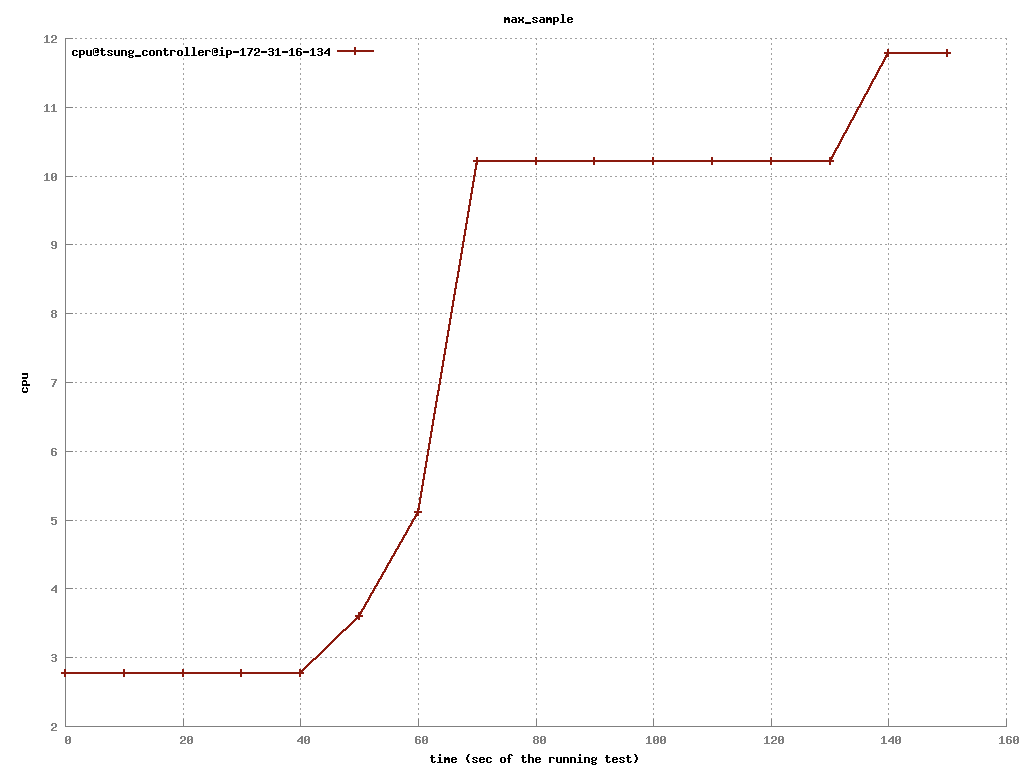 max_sample
cpu@tsung_controller@ip-172-31-16-134
12
11
10
9
8
7
6
5
4
3
2
cpu
0 20 40 60 80 100 120 140 160
time (sec of the running test)